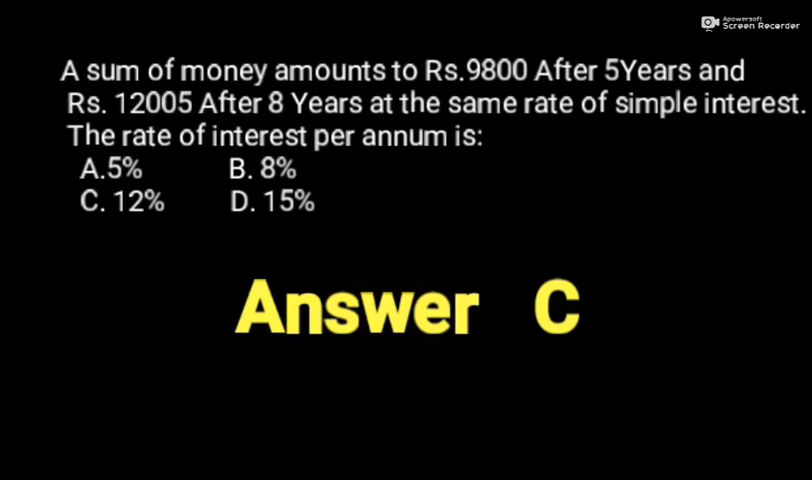 Apowersoft
Screen Recorder
A sum of money amounts to Rs.9800 After 5Years and
Rs. 12005 After 8 Years at the same rate of simple interest.
The rate of interest per annum is:
A.5% B. 8%
C. 12% D. 15%
Answer C